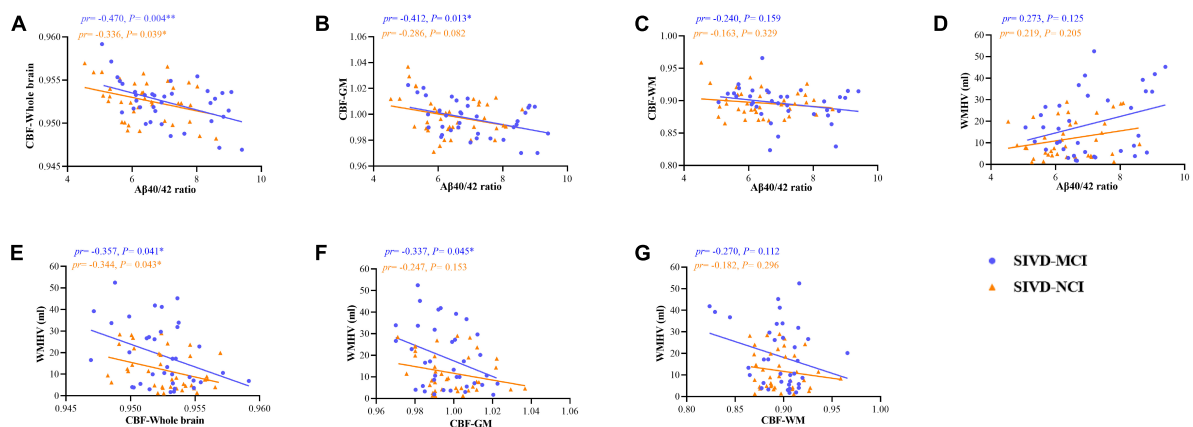 A
pr= -0.470, P= 0.004**
pr= -0.336, P= 0.039*
CBF-Whole brain
0.960
0.955
0.950
0.945
4 6 8 10
Aβ40/42 ratio
B
pr= -0.412, P= 0.013*
pr= -0.286, P= 0.082
CBF-GM
1.06
1.04
1.02
1.00
0.98
0.96
4 6 8 10
Aβ40/42 ratio
C
pr= -0.240, P= 0.159
pr= -0.163, P= 0.329
CBF-WM
1.00
0.95
0.90
0.85
0.80
4 6 8 10
Aβ40/42 ratio
D
pr= 0.273, P= 0.125
pr= 0.219, P= 0.205
WMHV (ml)
60
50
40
30
20
10
0
4 6 8 10
Aβ40/42 ratio
E
pr= -0.357, P= 0.041*
pr= -0.344, P= 0.043*
WMHV (ml)
60
50
40
30
20
10
0
0.945 0.950 0.955 0.960
CBF-Whole brain
F
pr= -0.337, P= 0.045*
pr= -0.247, P= 0.153
WMHV (ml)
60
50
40
30
20
10
0
0.96 0.98 1.00 1.02 1.04 1.06
CBF-GM
G
pr= -0.270, P= 0.112
pr= -0.182, P= 0.296
WMHV (ml)
60
50
40
30
20
10
0
0.80 0.85 0.90 0.95 1.00
CBF-WM
SIVD-MCI
SIVD-NCI